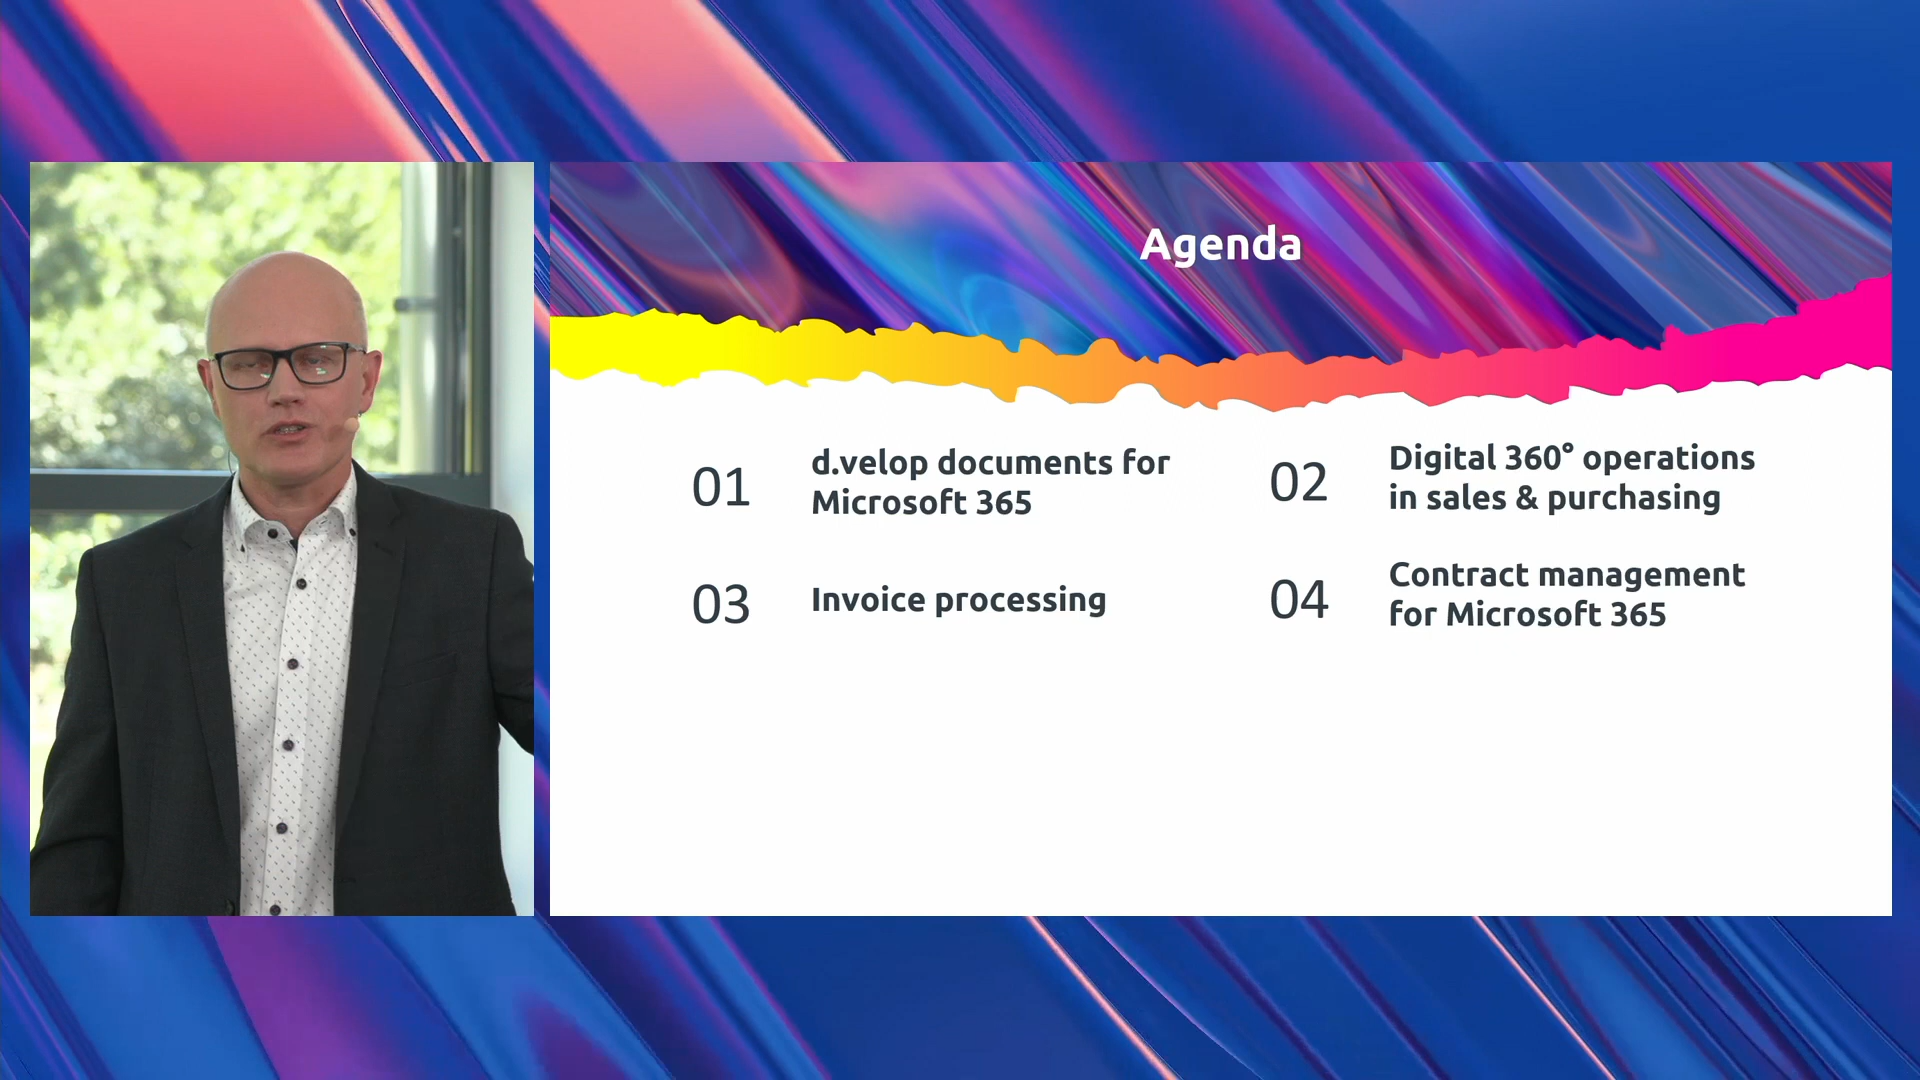 Agenda
01
d.velop documents for
Microsoft 365
02
Digital 360° operations
in sales & purchasing
03
Invoice processing
04
Contract management
for Microsoft 365